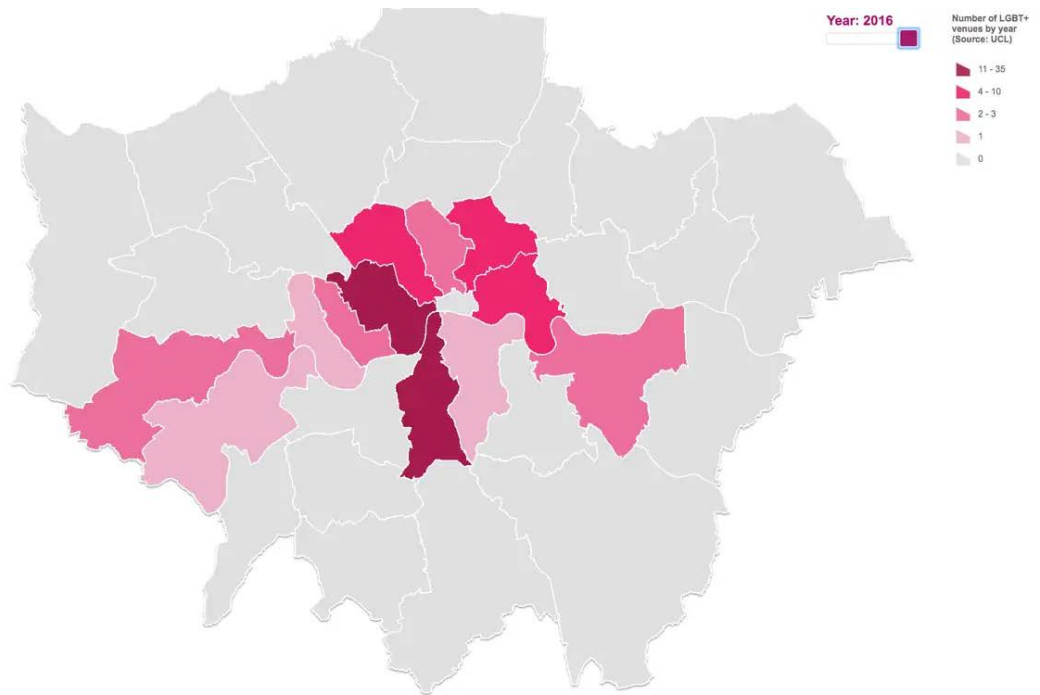 Year: 2016
Number of LGBT+
venues by year
(Source: UCL)
11 - 35
4 - 10
2 - 3
1
0